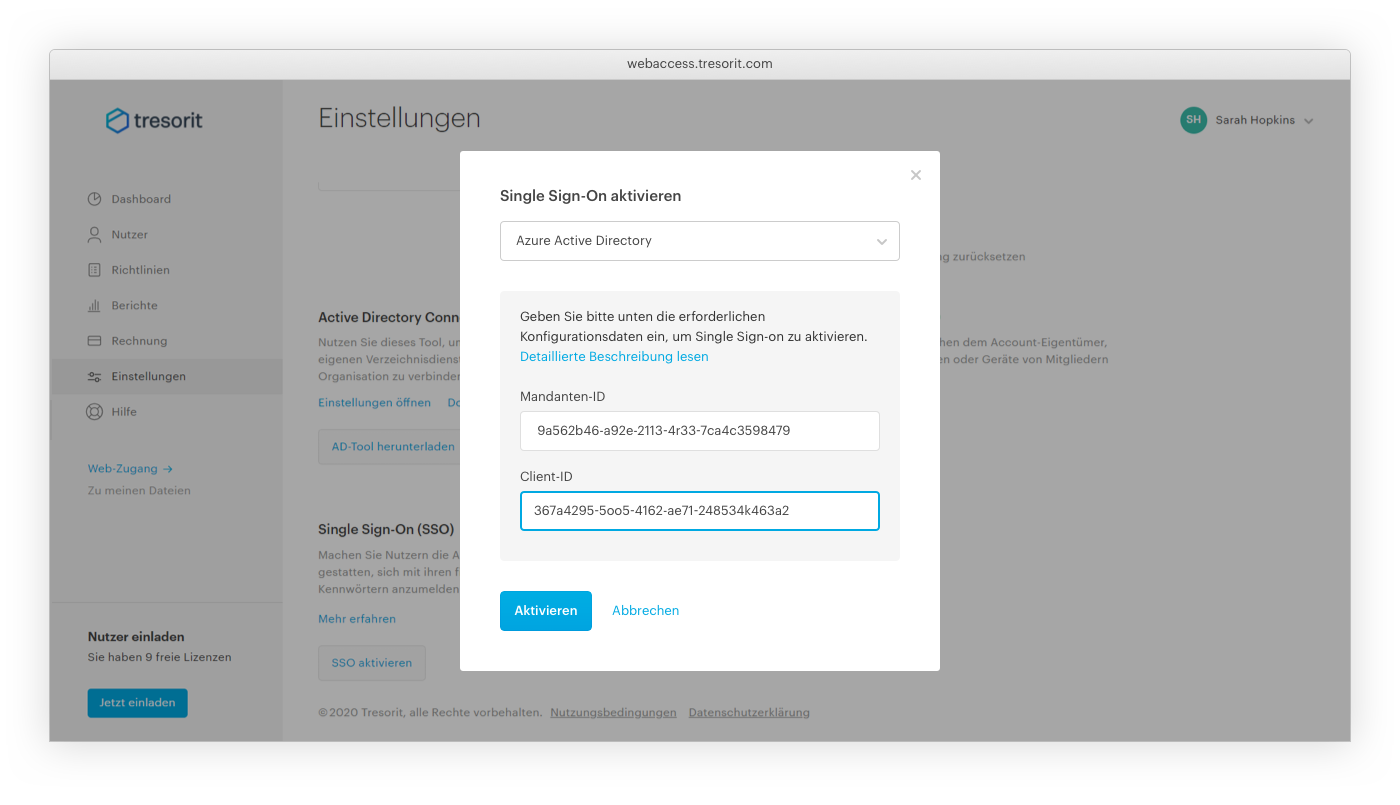 webaccess.tresorit.com
tresorit
Dashboard
Nutzer
Richtlinien
Berichte
Rechnung
Einstellungen
Hilfe
Web-Zugang →
Zu meinen Dateien
Nutzer einladen
Sie haben 9 freie Lizenzen
Jetzt einladen
Einstellungen
SH Sarah Hopkins
zurücksetzen
Active Directory
Nutzen Sie dieses Tool,
eigenen
Organisation zu
Einstellungen öffnen
AD-Tool herunterladen
dem Account-Eigentümer,
oder Geräte von Mitgliedern
Single Sign-On (SSO)
Machen Sie Nutzern die
gestatten, sich mit ihren
Kennwörtern anzumelden
Mehr erfahren
SSO aktivieren
© 2020 Tresorit, alle Rechte vorbehalten. Nutzungsbedingungen Datenschutzerklärung
Single Sign-On aktivieren
Azure Active Directory
Geben Sie bitte unten die erforderlichen
Konfigurationsdaten ein, um Single Sign-on zu aktivieren.
Detaillierte Beschreibung lesen
Mandanten-ID
9a562b46-a92e-2113-4r33-7ca4c3598479
Client-ID
367a4295-5oo5-4162-ae71-248534k463a2
Aktivieren
Abbrechen